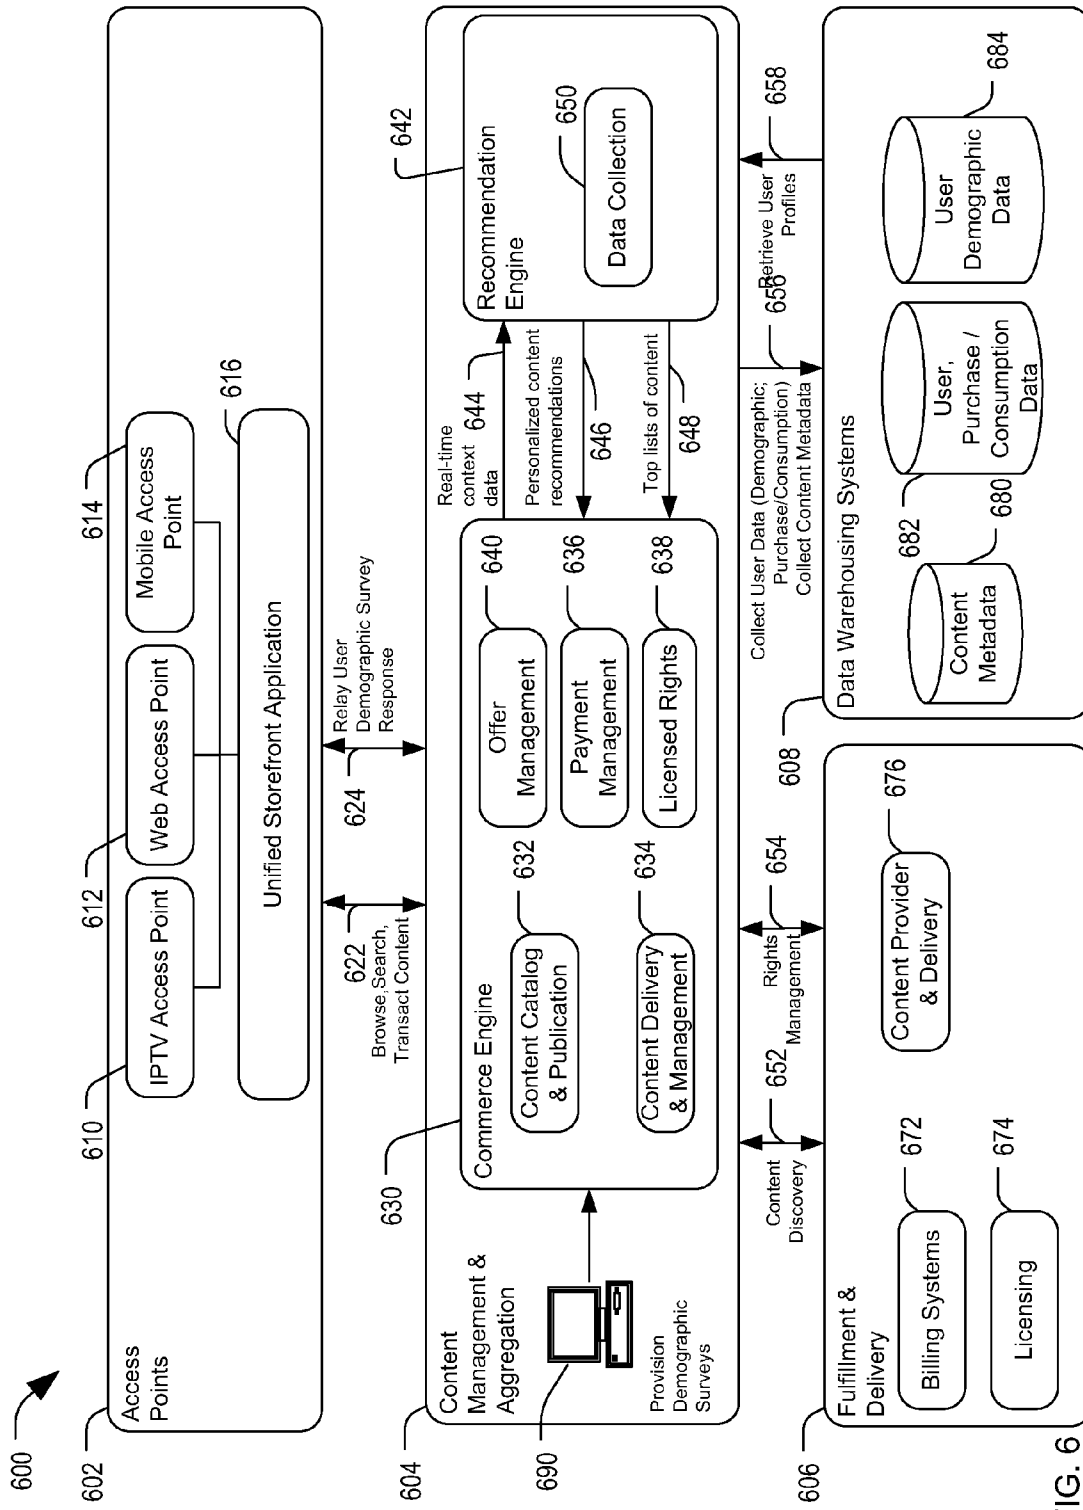 600
602
Access
Points
610
IPTV Access Point
612
Web Access Point
614
Mobile Access
Point
616
Unified Storefront Application
622
Browse,Search,
Transact Content
624
Relay User
Demographic Survey
Response
604
Content
Management &
Aggregation
690
Provision
Demographic
Surveys
630
Commerce Engine
Content Catalog
& Publication
632
Content Delivery
& Management
634
Offer
Management
640
Payment
Management
636
Licensed Rights
638
Real-time
context
data
644
Personalized content
recommendations
646
Top lists of content
648
642
Recommendation
Engine
650
Data Collection
Content
Discovery
652
Rights
Management
654
Collect User Data (Demographic;
Purchase/Consumption)
Collect Content Metadata
656
Retrieve User
Profiles
658
606
Fulfillment &
Delivery
Billing Systems
672
Licensing
674
Content Provider
& Delivery
676
608
Data Warehousing Systems
Content
Metadata
680
682
User,
Purchase /
Consumption
Data
User
Demographic
Data
684
FIG. 6